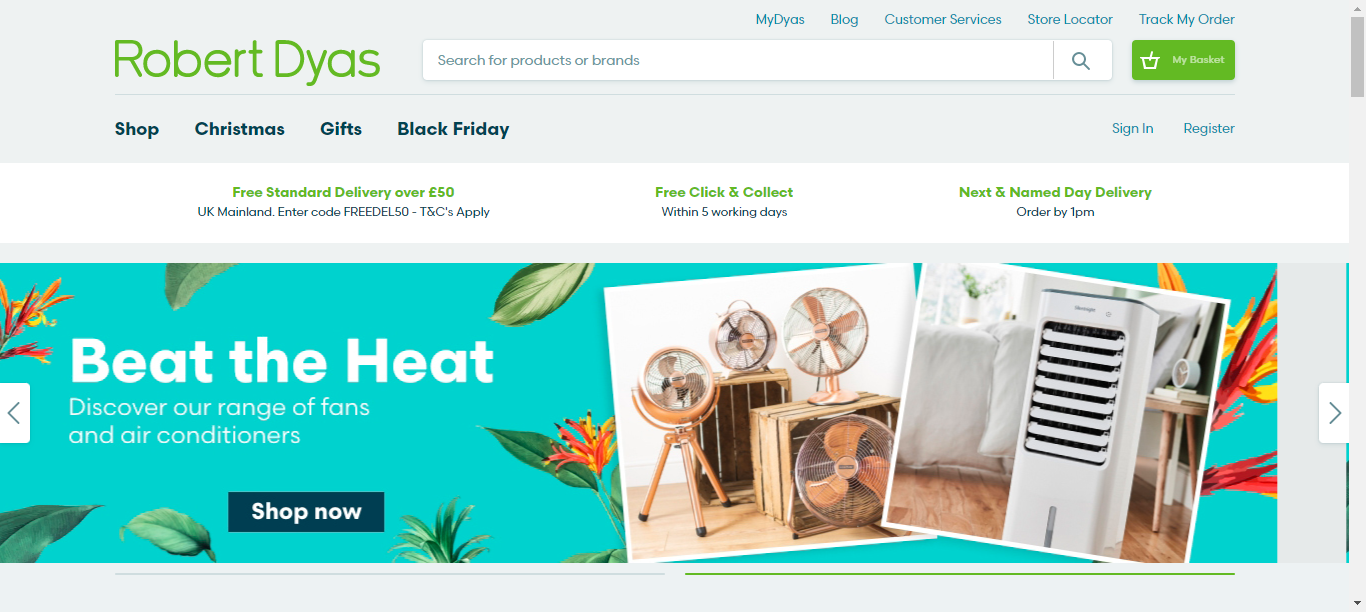 MyDyas Blog Customer Services Store Locator Track My Order
Robert Dyas
Search for products or brands
My Basket
Shop Christmas Gifts Black Friday
Sign In Register
Free Standard Delivery over £50
UK Mainland. Enter code FREEDEL50 - T&C's Apply
Free Click & Collect
Within 5 working days
Next & Named Day Delivery
Order by 1pm
Beat the Heat
Discover our range of fans
and air conditioners
Shop now